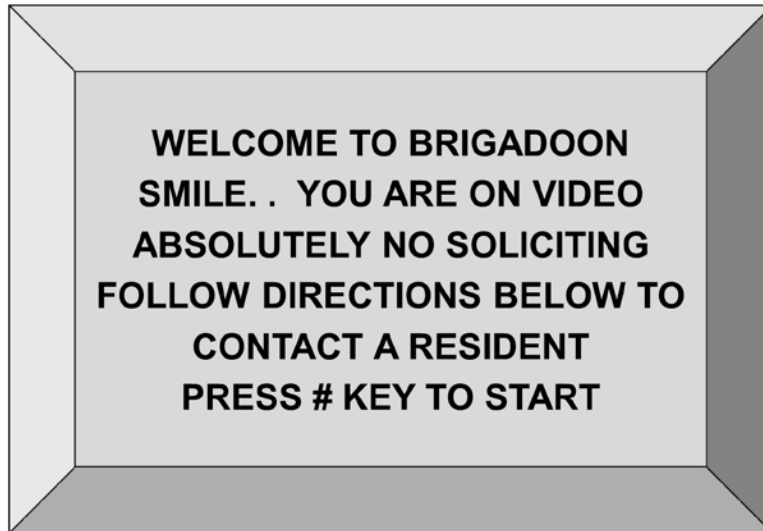 WELCOME TO BRIGADOON
SMILE. .  YOU ARE ON VIDEO
ABSOLUTELY NO SOLICITING
FOLLOW DIRECTIONS BELOW TO
CONTACT A RESIDENT
PRESS # KEY TO START